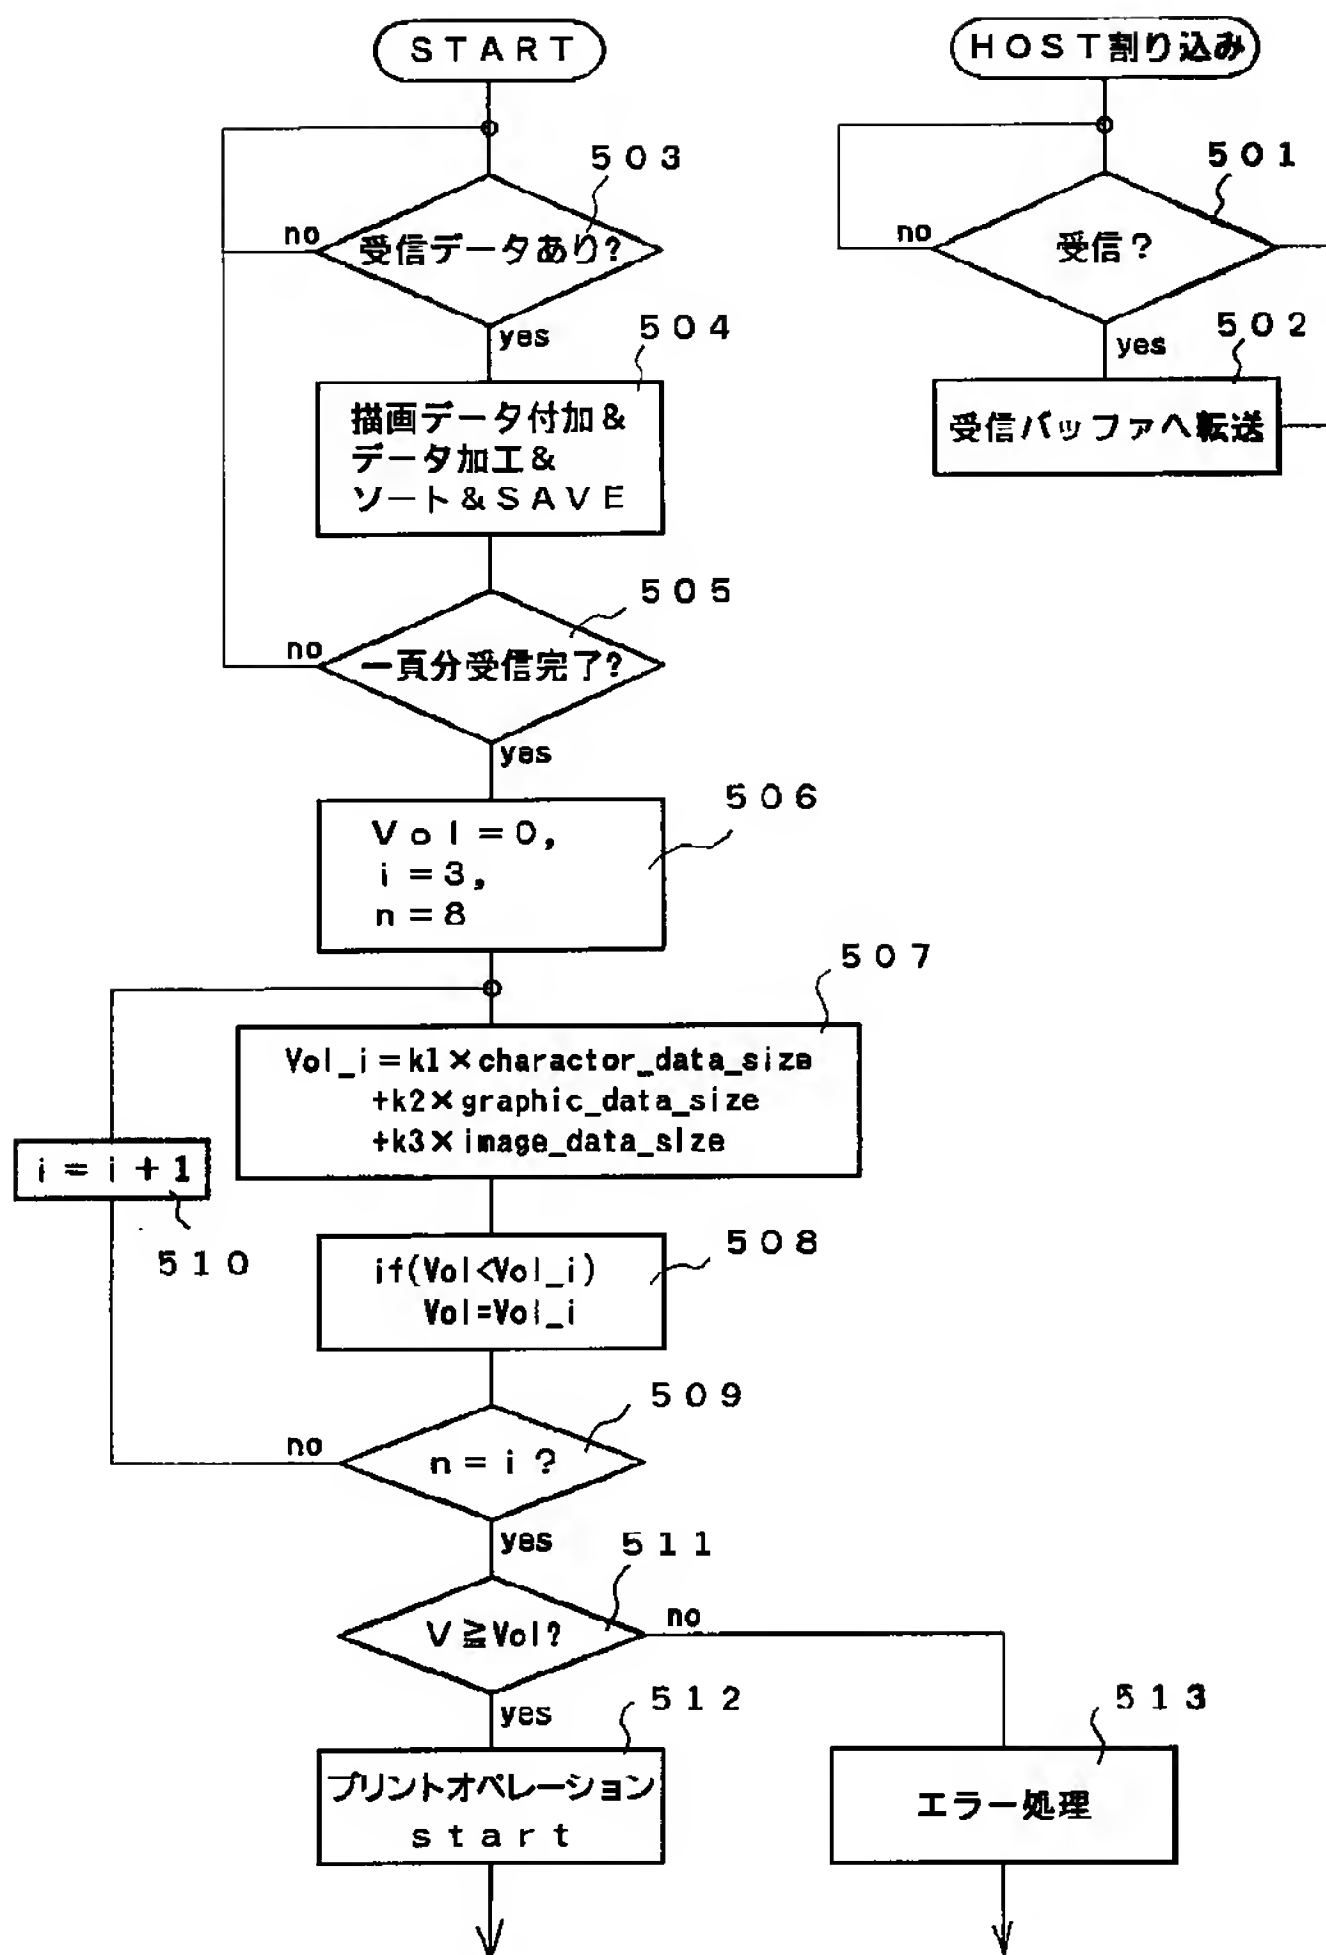 START
503
no
受信データあり?
yes
504
描画データ付加&
データ加工&
ソート&SAVE
505
no
一頁分受信完了?
yes
506
Vol=0,
i=3,
n=8
507
Vol_i=k1×charactor_data_size
+k2×graphic_data_size
+k3×image_data_size
i=i+1
510
508
if(Vol<Vol_i)
Vol=Vol_i
509
no
n=i?
yes
511
V≧Vol?
no
yes
512
プリントオペレーション
start
513
エラー処理
HOST割り込み
501
no
受信?
yes
502
受信バッファへ転送